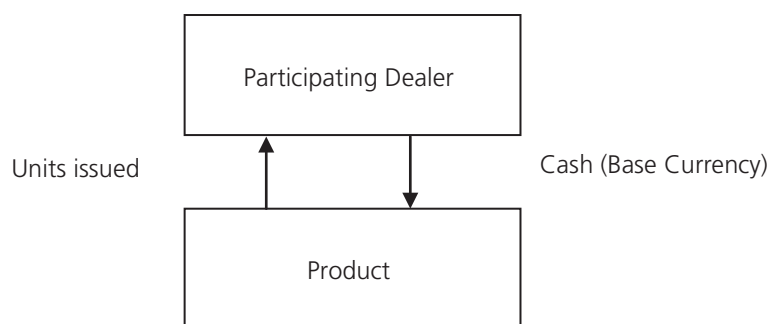 Participating Dealer
Units issued
Cash (Base Currency)
Product